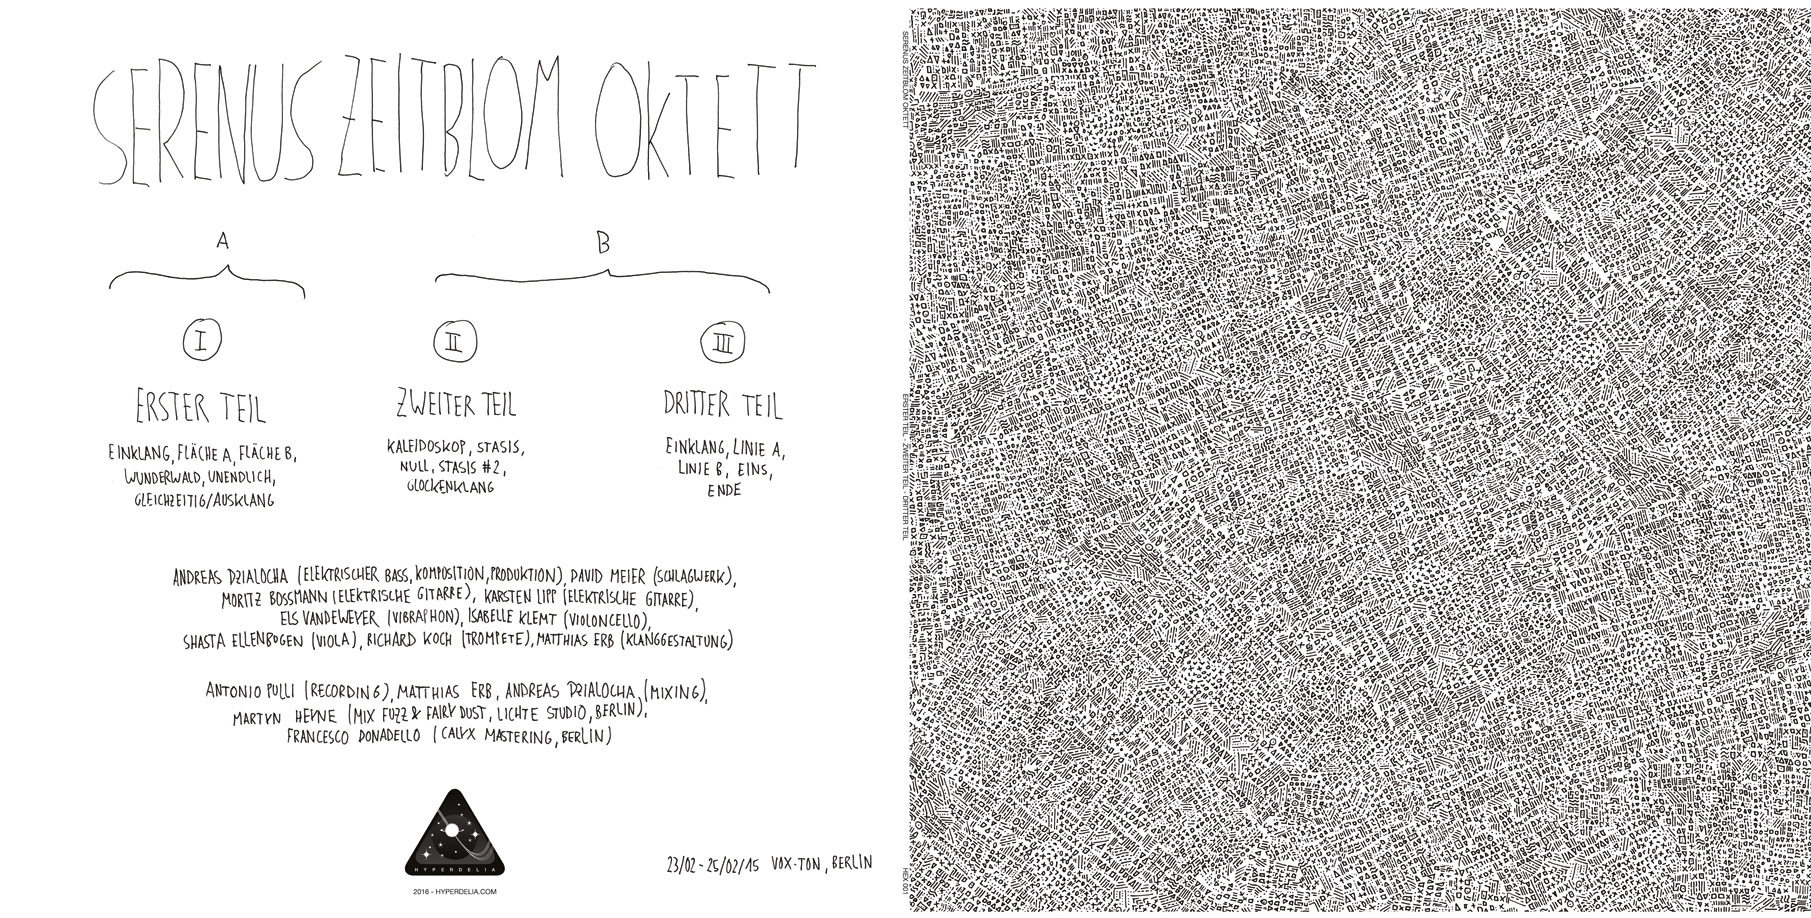 SERENUS ZEITBLOM OKTETT
A
B
I
II
III
ERSTER TEIL
EINKLANG, FLÄCHE A, FLÄCHE B,
WUNDERWALD, UNENDLICH,
GLEICHZEITIG/AUSKLANG
ZWEITER TEIL
KALEIDOSKOP, STASIS,
NULL, STASIS #2,
GLOCKENKLANG
DRITTER TEIL
EINKLANG, LINIE A,
LINIE B, EINS,
ENDE
ANDREAS DZIALOCHA (ELEKTRISCHER BASS, KOMPOSITION, PRODUKTION), DAVID MEIER (SCHLAGWERK),
MORITZ BOSSMANN (ELEKTRISCHE GITARRE), KARSTEN LIPP (ELEKTRISCHE GITARRE),
ELS VANDEWEYER (VIBRAPHON), ISABELLE KLEMT (VIOLONCELLO),
SHASTA ELLENBOGEN (VIOLA), RICHARD KOCH (TROMPETE), MATTHIAS ERB (KLANGGESTALTUNG)
ANTONIO PULLI (RECORDING), MATTHIAS ERB, ANDREAS DZIALOCHA (MIXING),
MARTYN HEYNE (MIX FUZZ & FAIRY DUST, LICHTE STUDIO, BERLIN),
FRANCESCO DONADELLO (CALYX MASTERING, BERLIN)
HYPERDELIA
2016 - HYPERDELIA.COM
23/02 - 25/02/15 VOX-TON, BERLIN
SERENUS ZEITBLOM OKTETT
ERSTER TEIL - ZWEITER TEIL - DRITTER TEIL
HED 001